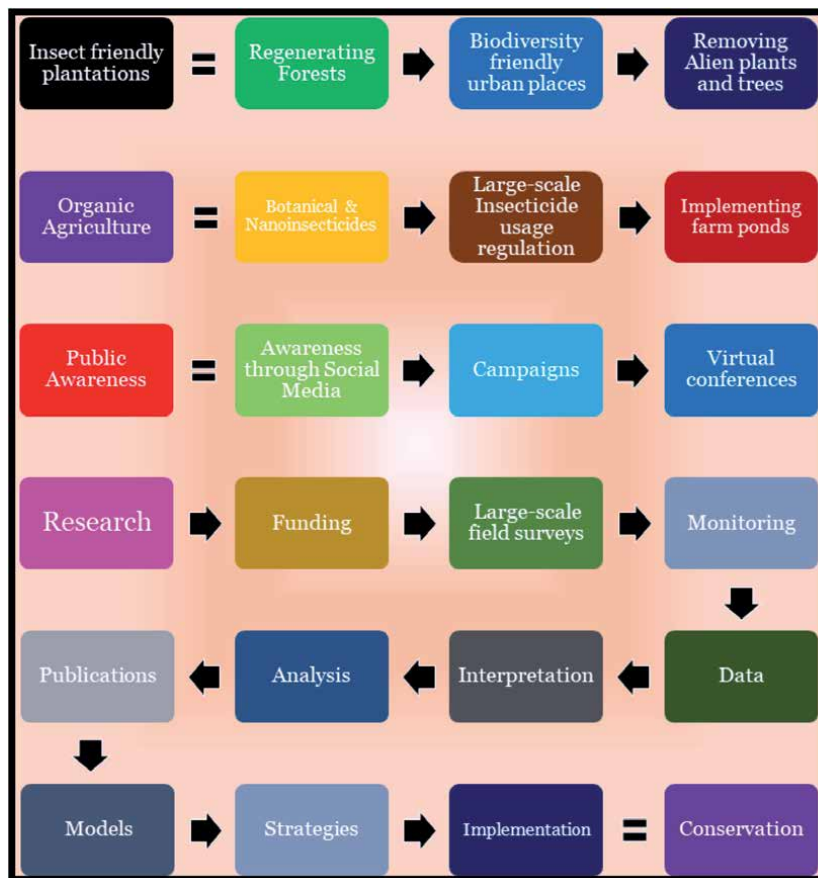 Insect friendly
plantations
=
Regenerating
Forests
Biodiversity
friendly
urban places
Removing
Alien plants
and trees
Organic
Agriculture
=
Botanical &
Nanoinsecticides
Large-scale
Insecticide
usage
regulation
Implementing
farm ponds
Public
Awareness
=
Awareness
through Social
Media
Campaigns
Virtual
conferences
Research
Funding
Large-scale
field surveys
Monitoring
Data
Interpretation
Analysis
Publications
Models
Strategies
Implementation
=
Conservation